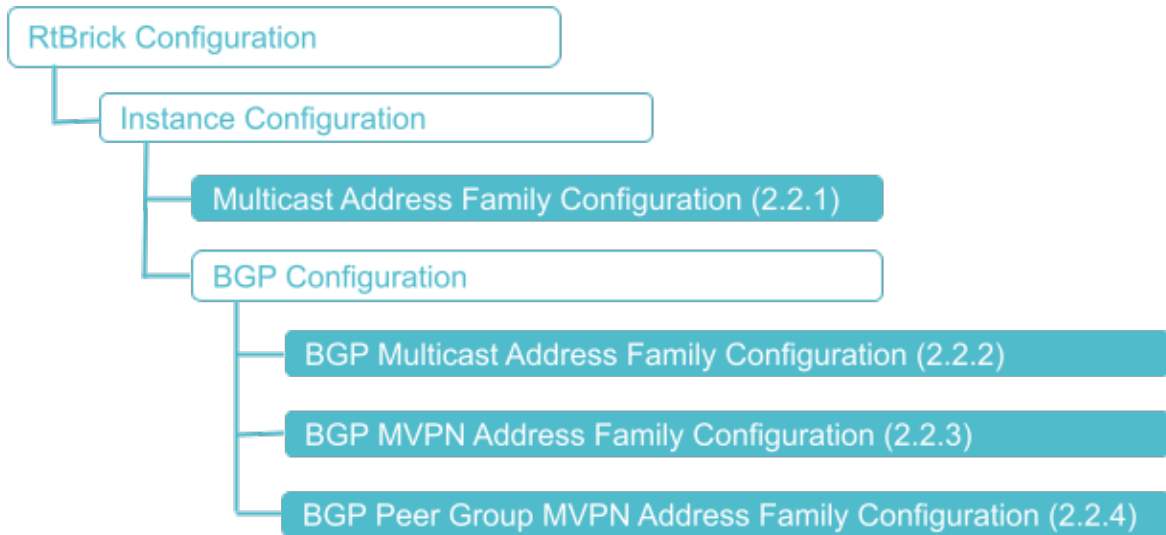 RtBrick Configuration
Instance Configuration
Multicast Address Family Configuration (2.2.1)
BGP Configuration
BGP Multicast Address Family Configuration (2.2.2)
BGP MVPN Address Family Configuration (2.2.3)
BGP Peer Group MVPN Address Family Configuration (2.2.4)